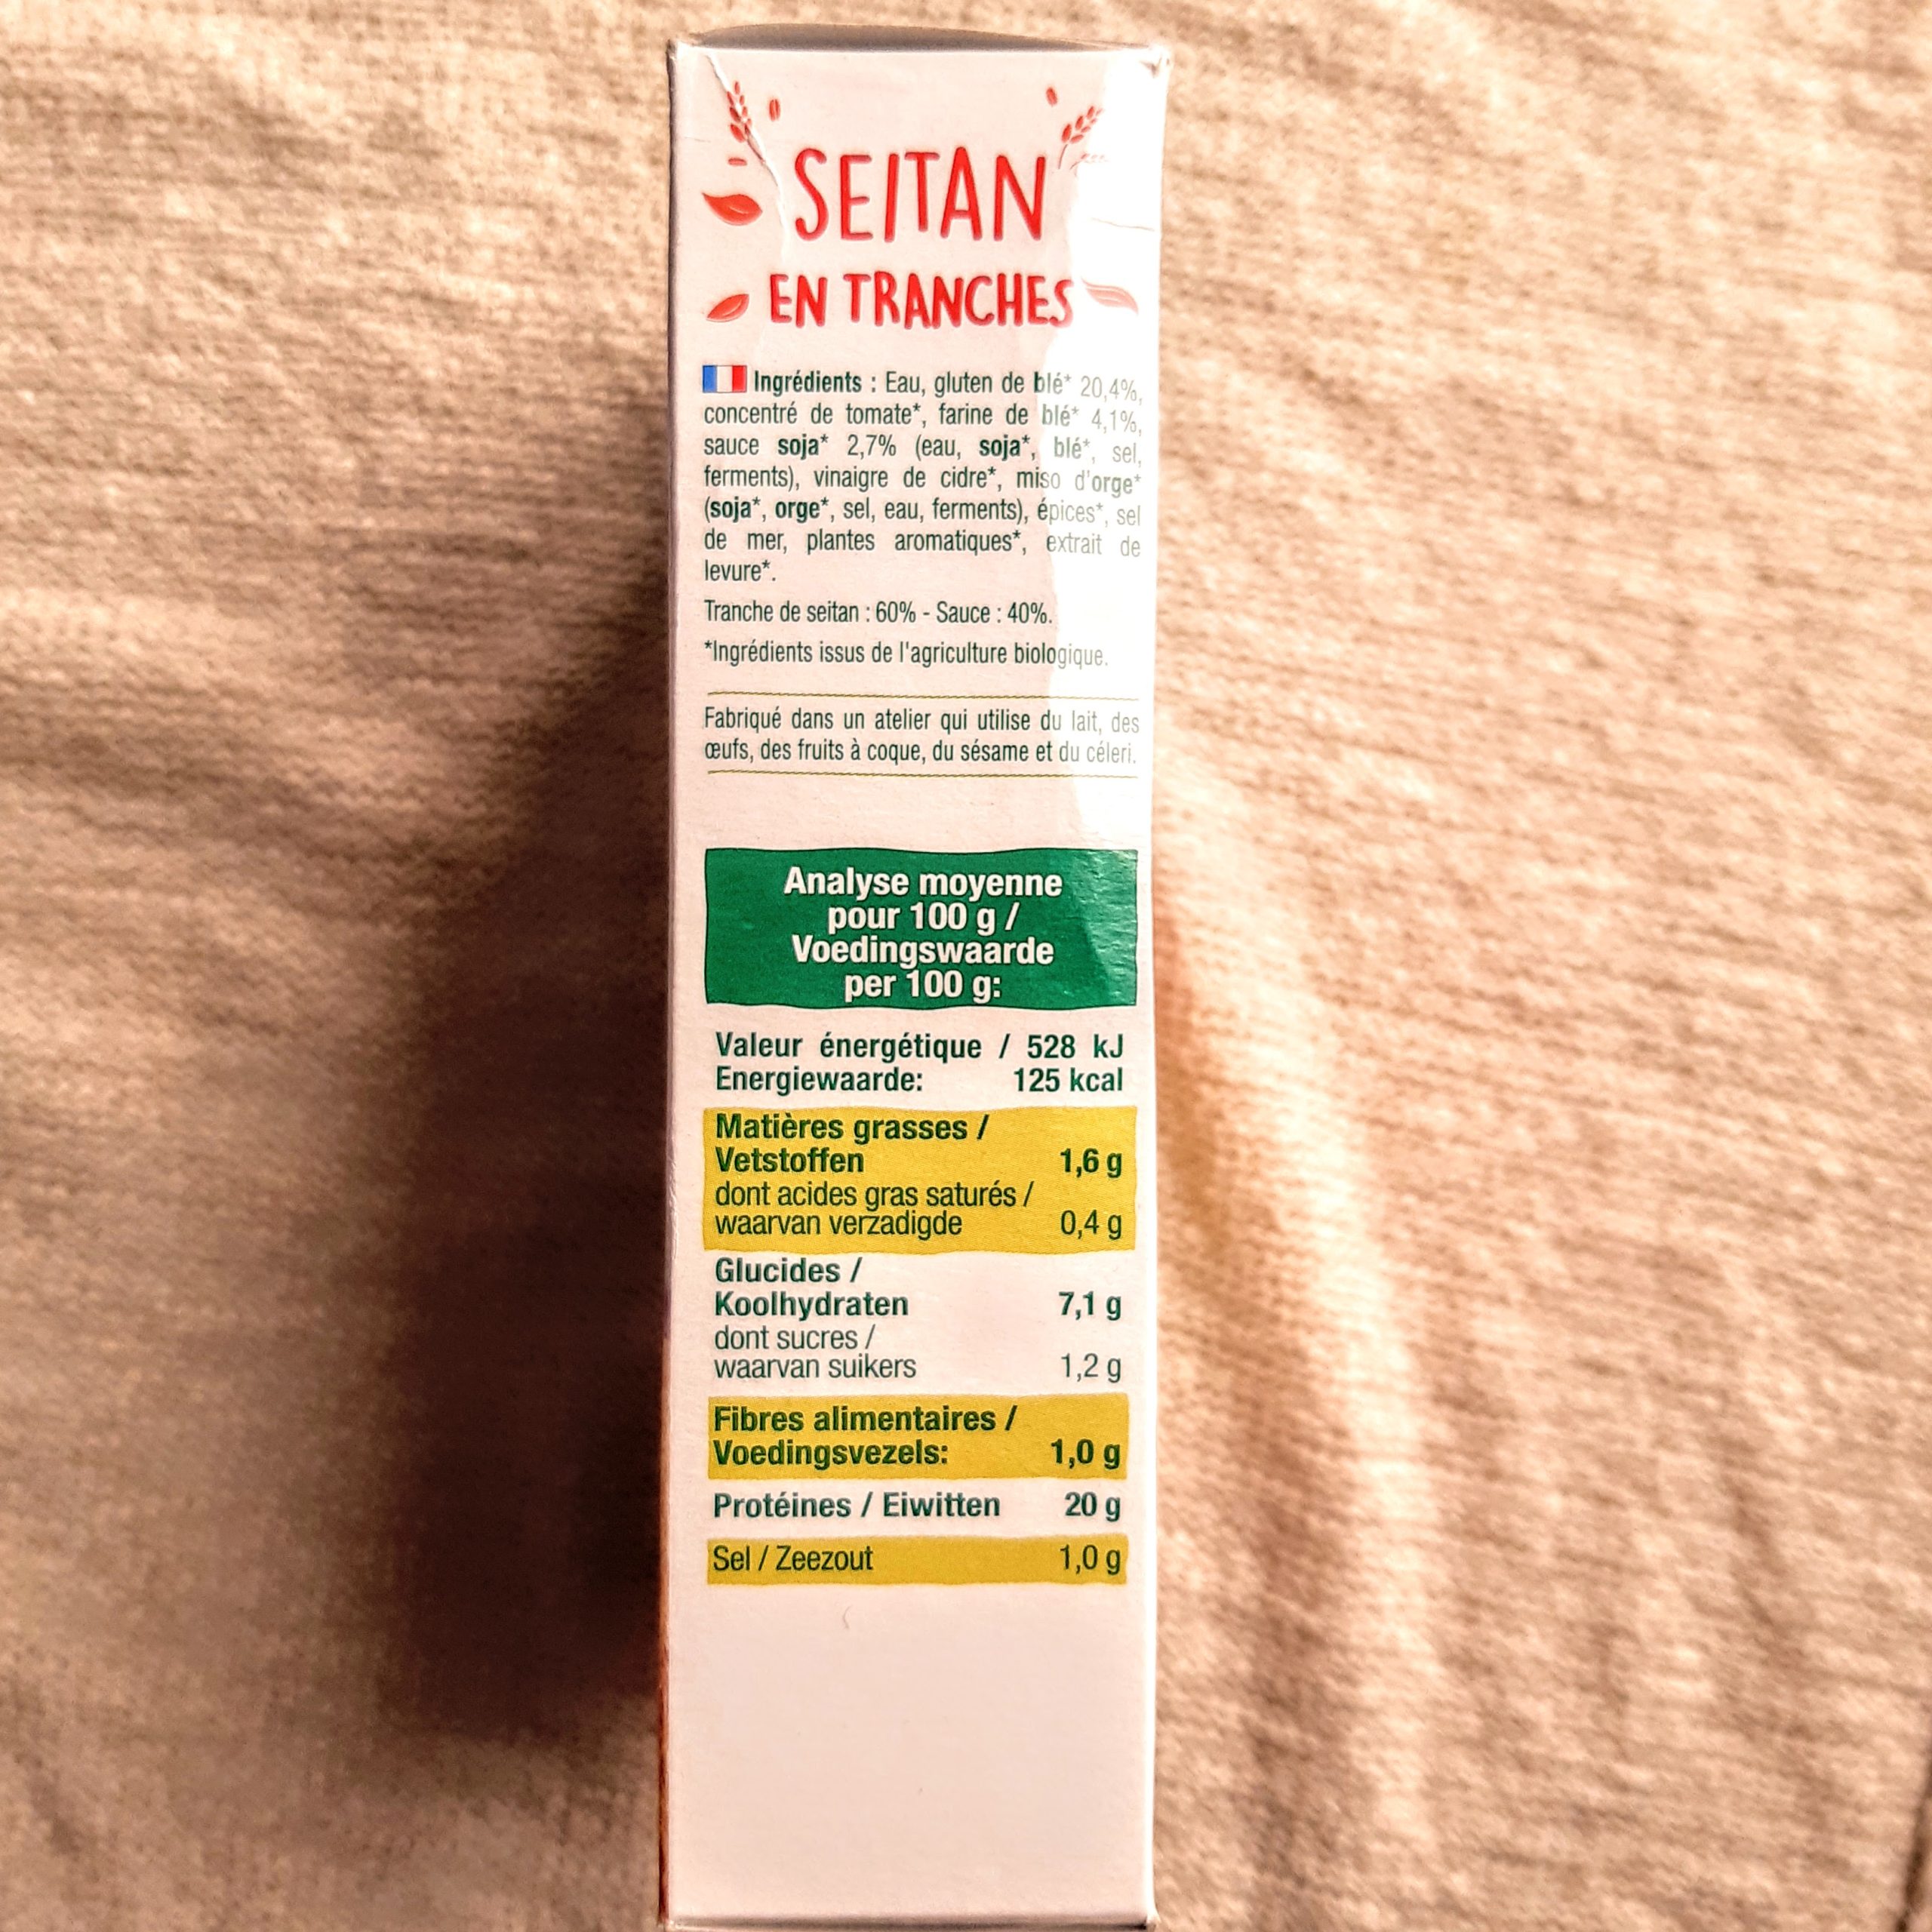 SEITAN
EN TRANCHES
Ingrédients : Eau, gluten de blé* 20,4%,
concentré de tomate*, farine de blé* 4,1%,
sauce soja* 2,7% (eau, soja*, blé*, sel,
ferments), vinaigre de cidre*, miso d'orge*
(soja*, orge*, sel, eau, ferments), épices*, sel
de mer, plantes aromatiques*, extrait de
levure*.
Tranche de seitan : 60% - Sauce : 40%.
*Ingrédients issus de l'agriculture biologique.
Fabriqué dans un atelier qui utilise du lait, des
œufs, des fruits à coque, du sésame et du céleri.
Analyse moyenne
pour 100 g /
Voedingswaarde
per 100 g:
Valeur énergétique / 528 kJ
Energiewaarde: 125 kcal
Matières grasses /
Vetstoffen 1,6 g
dont acides gras saturés /
waarvan verzadigde 0,4 g
Glucides /
Koolhydraten 7,1 g
dont sucres /
waarvan suikers 1,2 g
Fibres alimentaires /
Voedingsvezels: 1,0 g
Protéines / Eiwitten 20 g
Sel / Zeezout 1,0 g